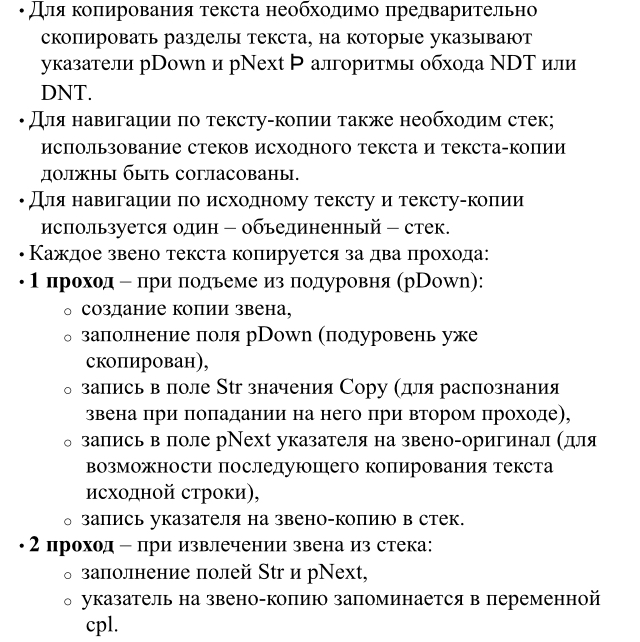 • Для копирования текста необходимо предварительно
скопировать разделы текста, на которые указывают
указатели pDown и pNext Þ алгоритмы обхода NDT или
DNT.
• Для навигации по тексту-копии также необходим стек;
использование стеков исходного текста и текста-копии
должны быть согласованы.
• Для навигации по исходному тексту и тексту-копии
используется один – объединенный – стек.
• Каждое звено текста копируется за два прохода:
• 1 проход – при подъеме из подуровня (pDown):
o создание копии звена,
o заполнение поля pDown (подуровень уже
скопирован),
o запись в поле Str значения Copy (для распознания
звена при попадании на него при втором проходе),
o запись в поле pNext указателя на звено-оригинал (для
возможности последующего копирования текста
исходной строки),
o запись указателя на звено-копию в стек.
• 2 проход – при извлечении звена из стека:
o заполнение полей Str и pNext,
o указатель на звено-копию запоминается в переменной
cpl.